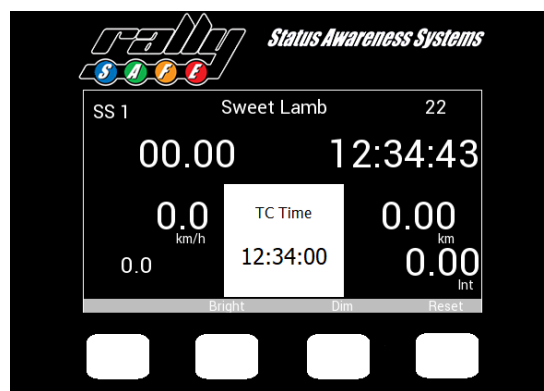 rally
SAFE
Status Awareness Systems
SS 1 Sweet Lamb 22
00.00 12:34:43
0.0 km/h
TC Time
0.00 km
0.0
12:34:00
0.00 Int
Bright Dim Reset